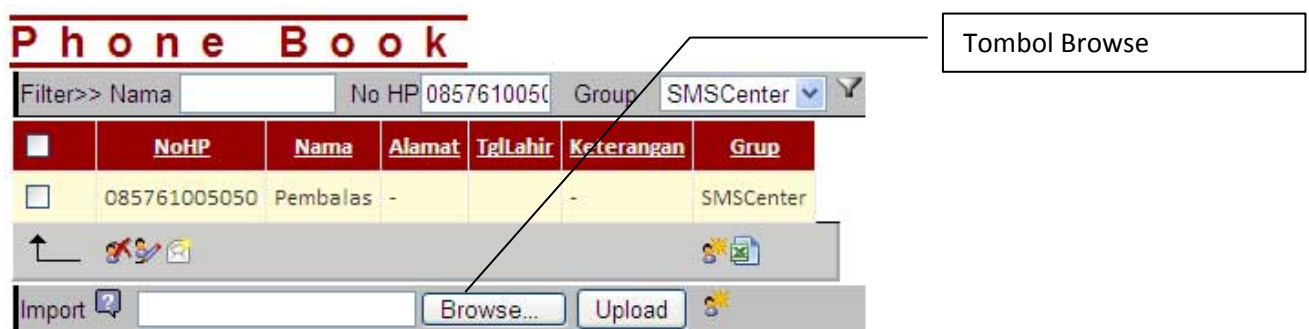 Phone Book
Tombol Browse
Filter>> Nama No HP 0857610050 Group SMSCenter
NoHP Nama Alamat TglLahir Keterangan Grup
085761005050 Pembalas - - SMSCenter
Import ? Browse... Upload